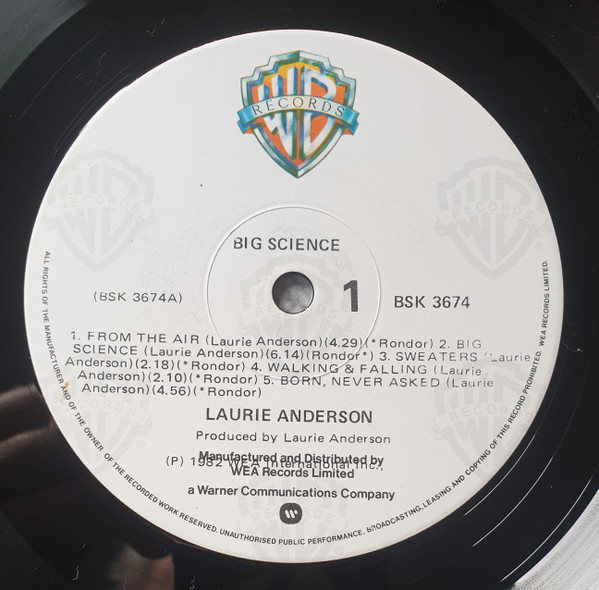 WB
RECORDS
BIG SCIENCE
(BSK 3674A)
1
BSK 3674
1. FROM THE AIR (Laurie Anderson)(4.29)(*Rondor) 2. BIG
SCIENCE (Laurie Anderson)(6.14)(Rondor*) 3. SWEATERS (Laurie
Anderson)(2.18)(*Rondor) 4. WALKING & FALLING (Laurie
Anderson)(2.10)(*Rondor) 5. BORN, NEVER ASKED (Laurie
Anderson)(4.56)(*Rondor)
LAURIE ANDERSON
Produced by Laurie Anderson
Manufactured and Distributed by
(P) 1982 WEA International Inc.,
WEA Records Limited
a Warner Communications Company
ALL RIGHTS OF THE MANUFACTURER AND OF THE OWNER OF THE RECORDED WORK RESERVED. UNAUTHORISED PUBLIC PERFORMANCE, BROADCASTING, LEASING AND COPYING OF THIS RECORD PROHIBITED. WEA RECORDS LIMITED.